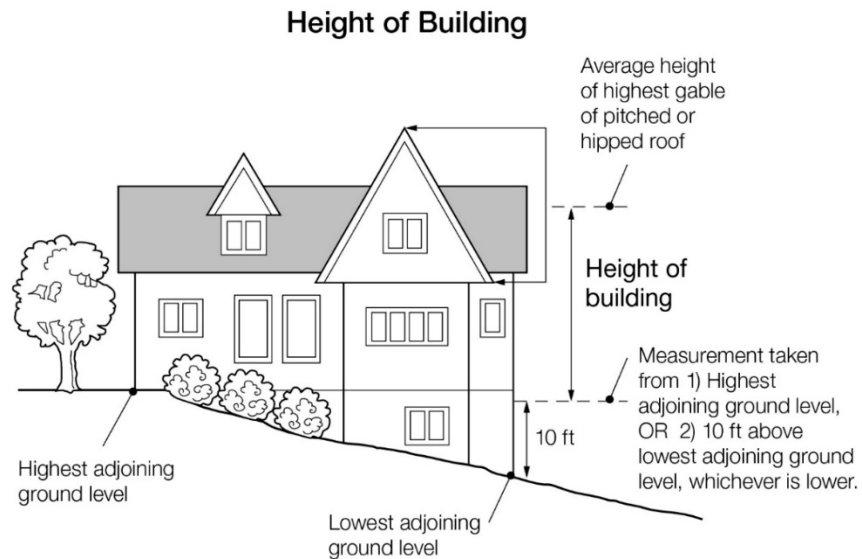 Height of Building
Average height
of highest gable
of pitched or
hipped roof
Height of
building
Measurement taken
from 1) Highest
adjoining ground level,
OR 2) 10 ft above
lowest adjoining ground
level, whichever is lower.
10 ft
Highest adjoining
ground level
Lowest adjoining
ground level